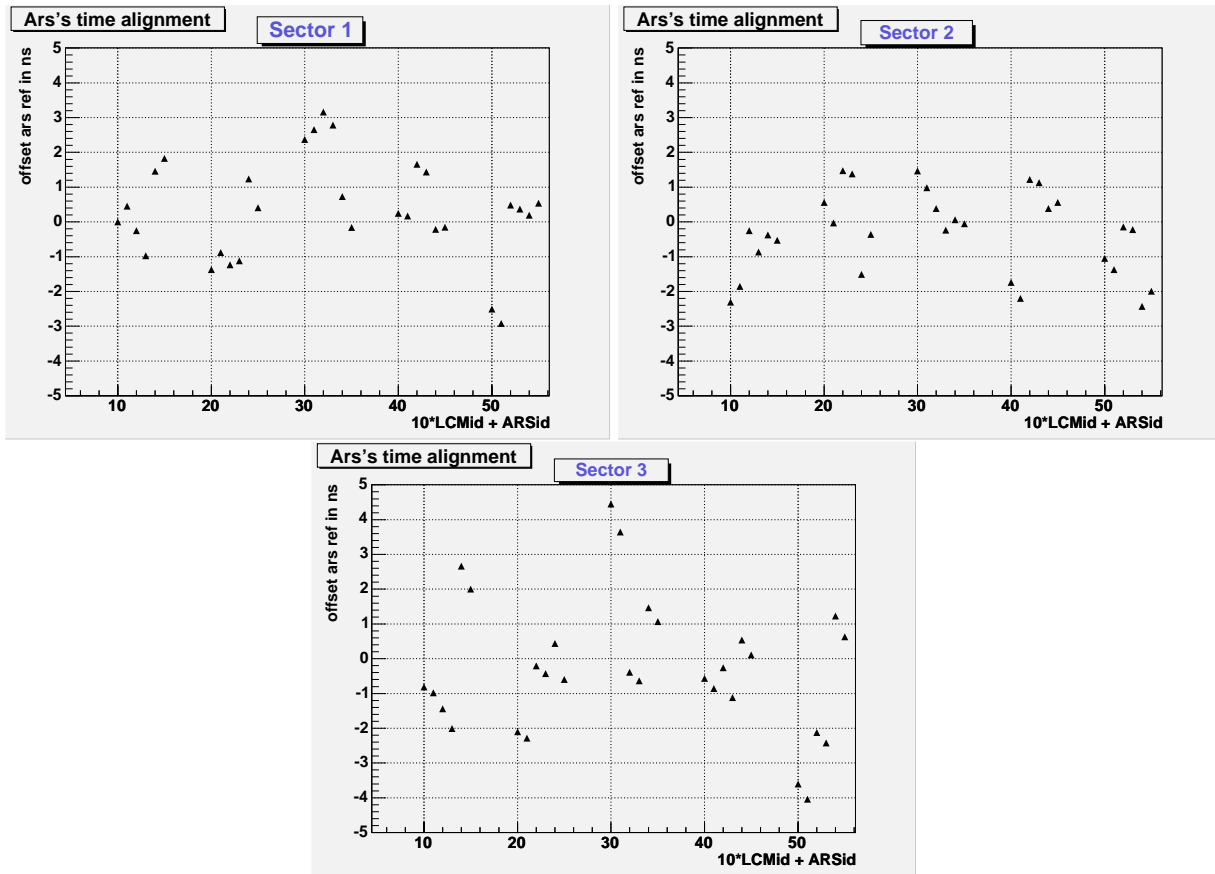 Ars's time alignment
Sector 1
offset ars ref in ns
5
4
3
2
1
0
-1
-2
-3
-4
-5
10 20 30 40 50
10*LCMid + ARSid
Ars's time alignment
Sector 2
offset ars ref in ns
5
4
3
2
1
0
-1
-2
-3
-4
-5
10 20 30 40 50
10*LCMid + ARSid
Ars's time alignment
Sector 3
offset ars ref in ns
5
4
3
2
1
0
-1
-2
-3
-4
-5
10 20 30 40 50
10*LCMid + ARSid